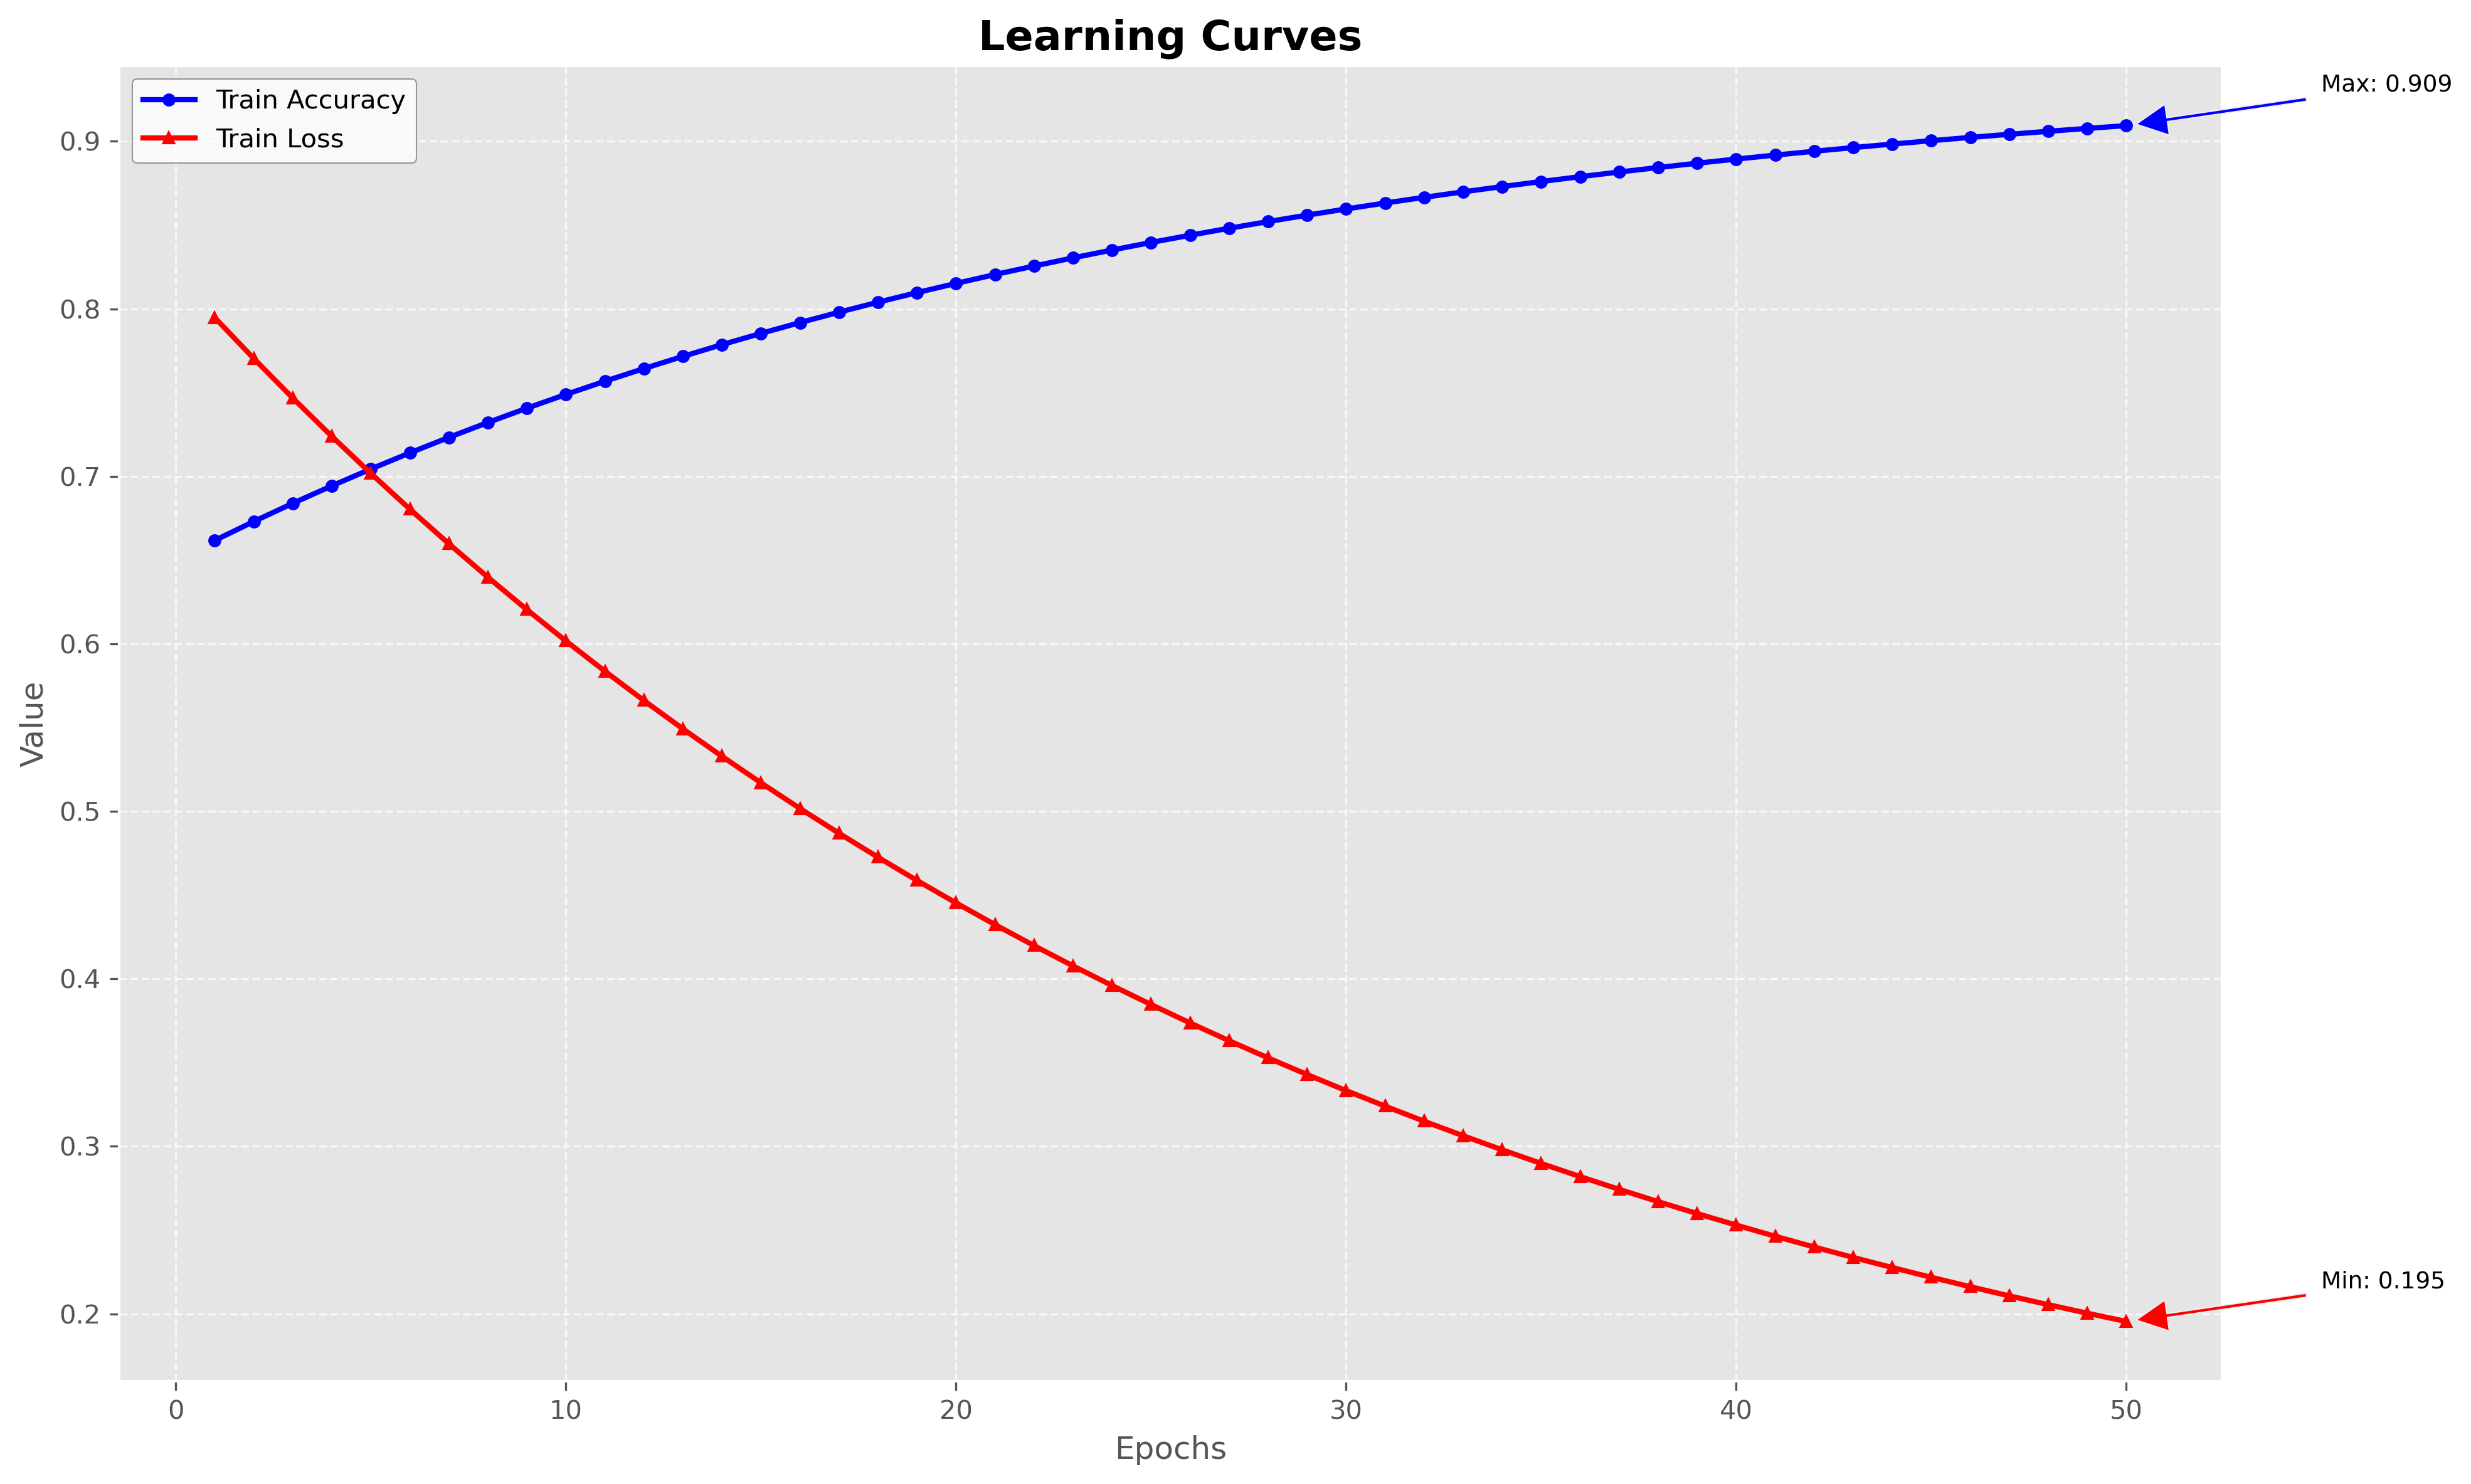 Learning Curves
Train Accuracy
Train Loss
Max: 0.909
Min: 0.195
Value
0.9
0.8
0.7
0.6
0.5
0.4
0.3
0.2
0 10 20 30 40 50
Epochs